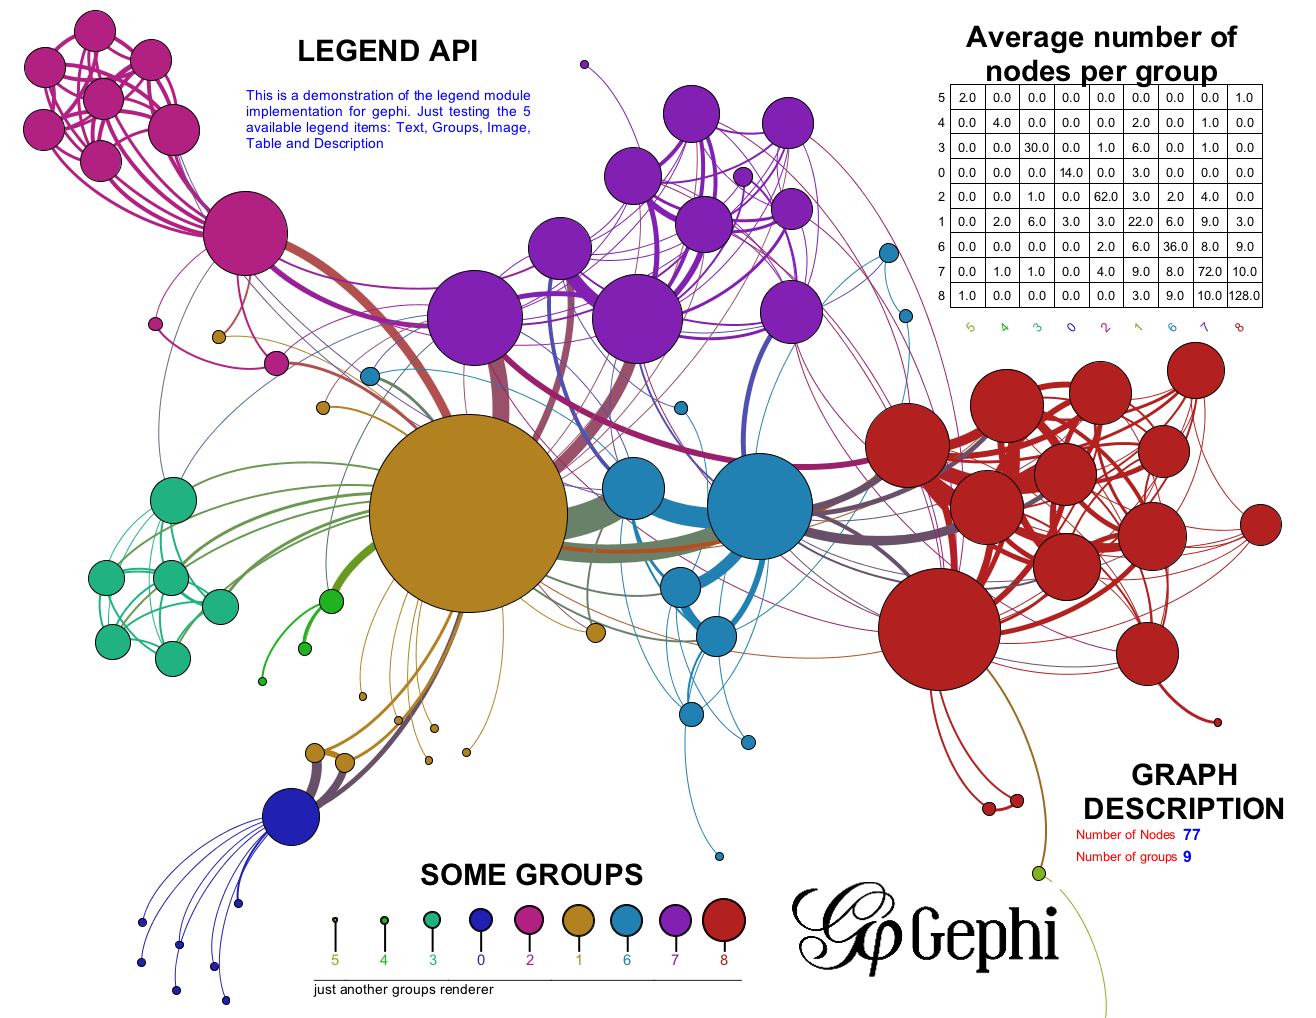 LEGEND API
This is a demonstration of the legend module
implementation for gephi. Just testing the 5
available legend items: Text, Groups, Image,
Table and Description
Average number of
nodes per group
5 2.0 0.0 0.0 0.0 0.0 0.0 0.0 0.0 1.0
4 0.0 4.0 0.0 0.0 0.0 2.0 0.0 1.0 0.0
3 0.0 0.0 30.0 0.0 1.0 6.0 0.0 1.0 0.0
0 0.0 0.0 0.0 14.0 0.0 3.0 0.0 0.0 0.0
2 0.0 0.0 1.0 0.0 62.0 3.0 2.0 4.0 0.0
1 0.0 2.0 6.0 3.0 3.0 22.0 6.0 9.0 3.0
6 0.0 0.0 0.0 0.0 2.0 6.0 36.0 8.0 9.0
7 0.0 1.0 1.0 0.0 4.0 9.0 8.0 72.0 10.0
8 1.0 0.0 0.0 0.0 0.0 3.0 9.0 10.0 128.0
5 4 3 0 2 1 6 7 8
GRAPH
DESCRIPTION
Number of Nodes 77
Number of groups 9
SOME GROUPS
5 4 3 0 2 1 6 7 8
just another groups renderer
Gephi